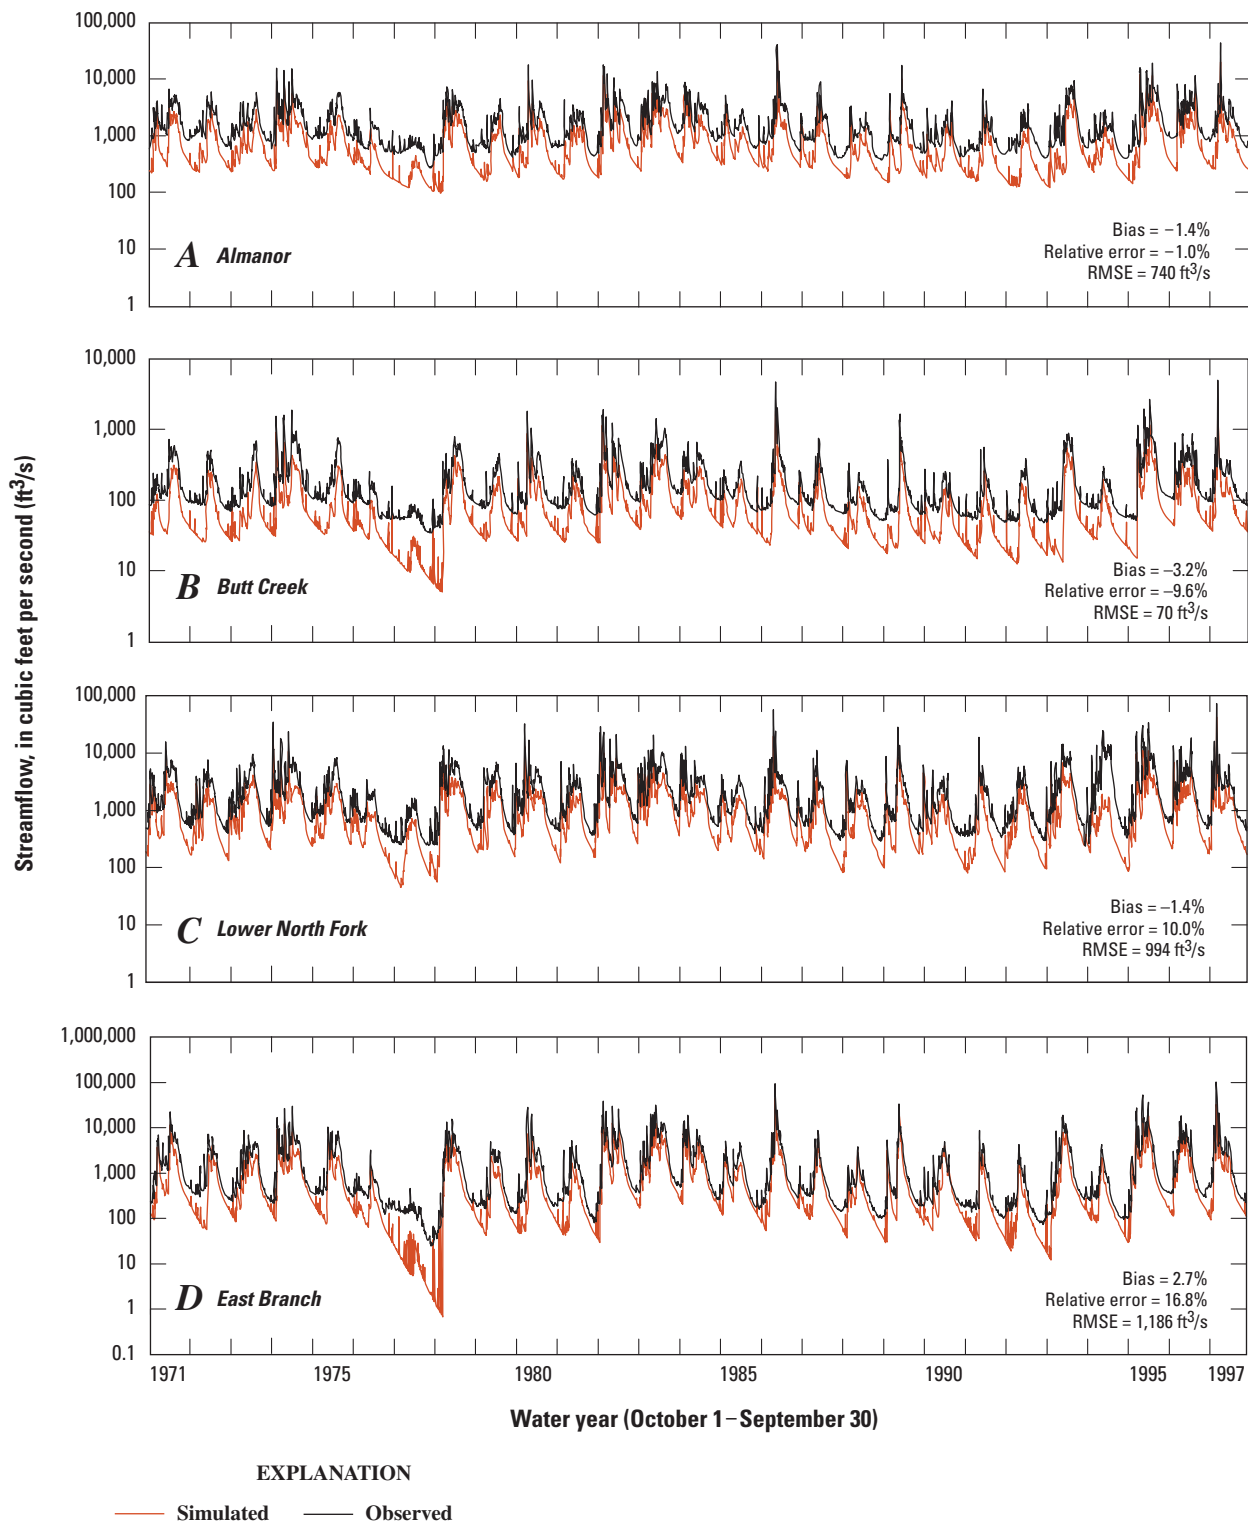 Streamflow, in cubic feet per second (ft³/s)
100,000
10,000
1,000
100
10
1
A Almanor
Bias = −1.4%
Relative error = −1.0%
RMSE = 740 ft³/s
10,000
1,000
100
10
1
B Butt Creek
Bias = −3.2%
Relative error = −9.6%
RMSE = 70 ft³/s
100,000
10,000
1,000
100
10
1
C Lower North Fork
Bias = −1.4%
Relative error = 10.0%
RMSE = 994 ft³/s
1,000,000
100,000
10,000
1,000
100
10
1
0.1
D East Branch
Bias = 2.7%
Relative error = 16.8%
RMSE = 1,186 ft³/s
1971 1975 1980 1985 1990 1995 1997
Water year (October 1–September 30)
EXPLANATION
Simulated Observed